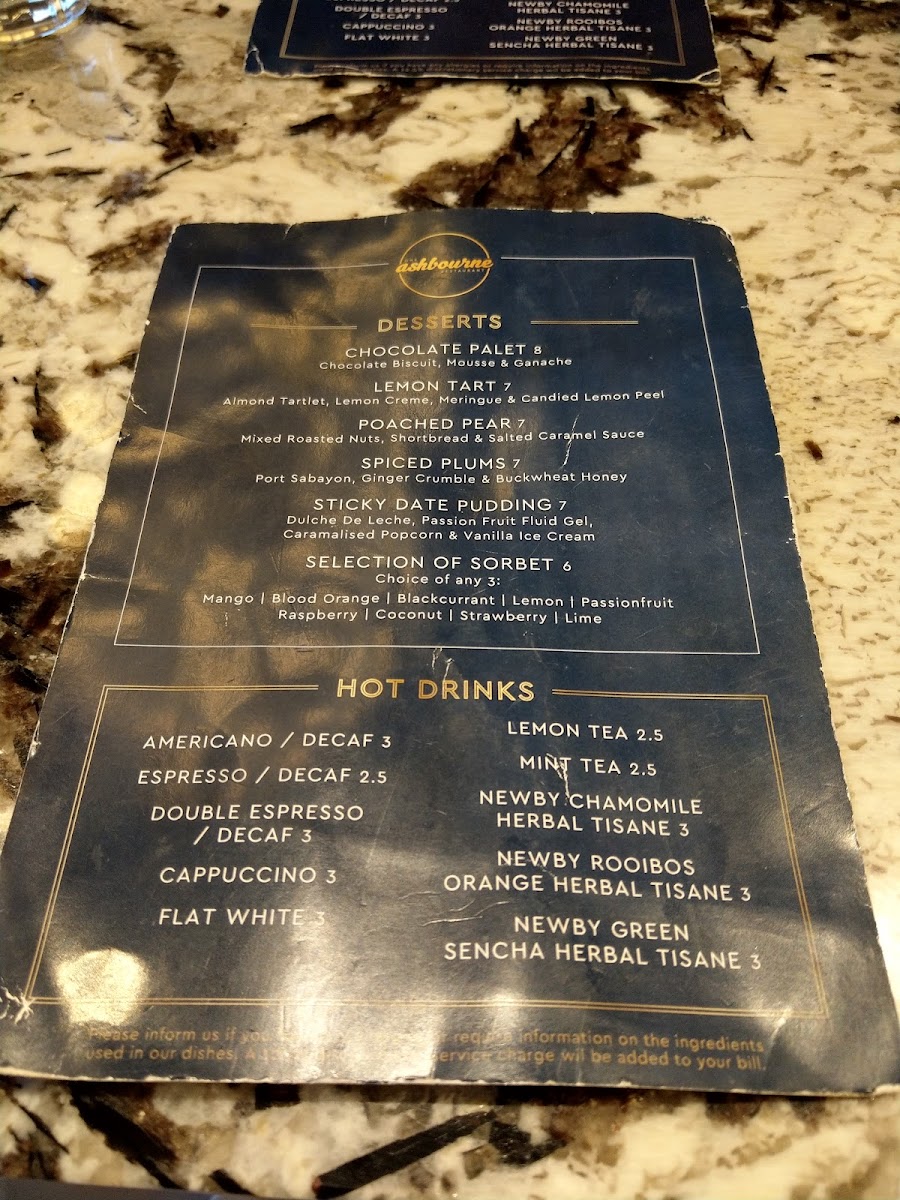 ESPRESSO / DECAF 2.5
DOUBLE ESPRESSO
/ DECAF 3
CAPPUCCINO 3
FLAT WHITE 3
NEWBY CHAMOMILE
HERBAL TISANE 3
NEWBY ROOIBOS
ORANGE HERBAL TISANE 3
NEWBY GREEN
SENCHA HERBAL TISANE 3
ashbourne
RESTAURANT
DESSERTS
CHOCOLATE PALET 8
Chocolate Biscuit, Mousse & Ganache
LEMON TART 7
Almond Tartlet, Lemon Creme, Meringue & Candied Lemon Peel
POACHED PEAR 7
Mixed Roasted Nuts, Shortbread & Salted Caramel Sauce
SPICED PLUMS 7
Port Sabayon, Ginger Crumble & Buckwheat Honey
STICKY DATE PUDDING 7
Dulche De Leche, Passion Fruit Fluid Gel,
Caramalised Popcorn & Vanilla Ice Cream
SELECTION OF SORBET 6
Choice of any 3:
Mango | Blood Orange | Blackcurrant | Lemon | Passionfruit
Raspberry | Coconut | Strawberry | Lime
HOT DRINKS
AMERICANO / DECAF 3
ESPRESSO / DECAF 2.5
DOUBLE ESPRESSO
/ DECAF 3
CAPPUCCINO 3
FLAT WHITE 3
LEMON TEA 2.5
MINT TEA 2.5
NEWBY CHAMOMILE
HERBAL TISANE 3
NEWBY ROOIBOS
ORANGE HERBAL TISANE 3
NEWBY GREEN
SENCHA HERBAL TISANE 3
Please inform us if you require information on the ingredients
used in our dishes. service charge will be added to your bill.